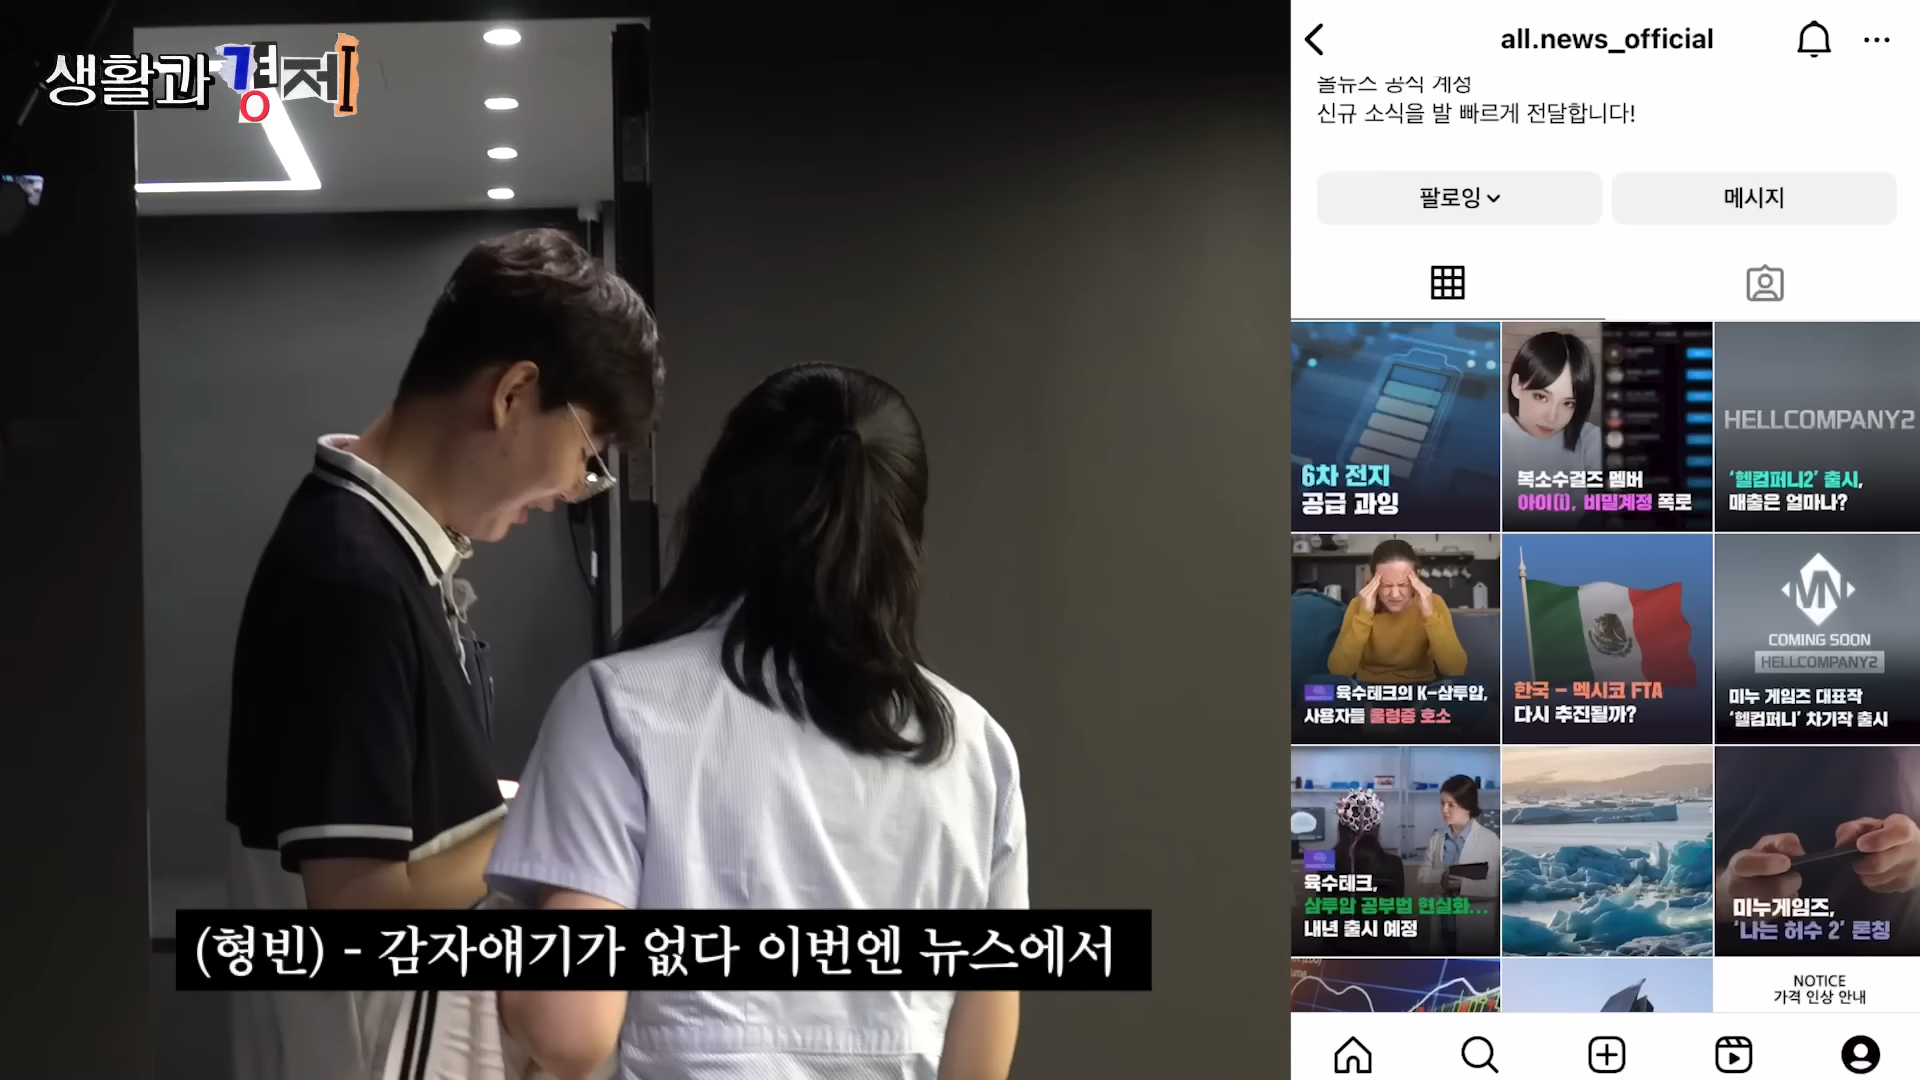 생활과 경제
(형빈) - 감자얘기가 없다 이번엔 뉴스에서
all.news_official
올뉴스 공식 계정
신규 소식을 발 빠르게 전달합니다!
팔로잉
메시지
6차 전지
공급 과잉
복소수걸즈 멤버
아이(i), 비밀계정 폭로
HELLCOMPANY2
'헬컴퍼니2' 출시,
매출은 얼마나?
육수테크의 K-삼투압,
사용자들 울렁증 호소
한국 - 멕시코 FTA
다시 추진될까?
MN
COMING SOON
HELLCOMPANY2
미누 게임즈 대표작
'헬컴퍼니' 차기작 출시
육수테크,
삼투압 공부법 현실화...
내년 출시 예정
미누게임즈,
'나는 허수 2' 론칭
NOTICE
가격 인상 안내